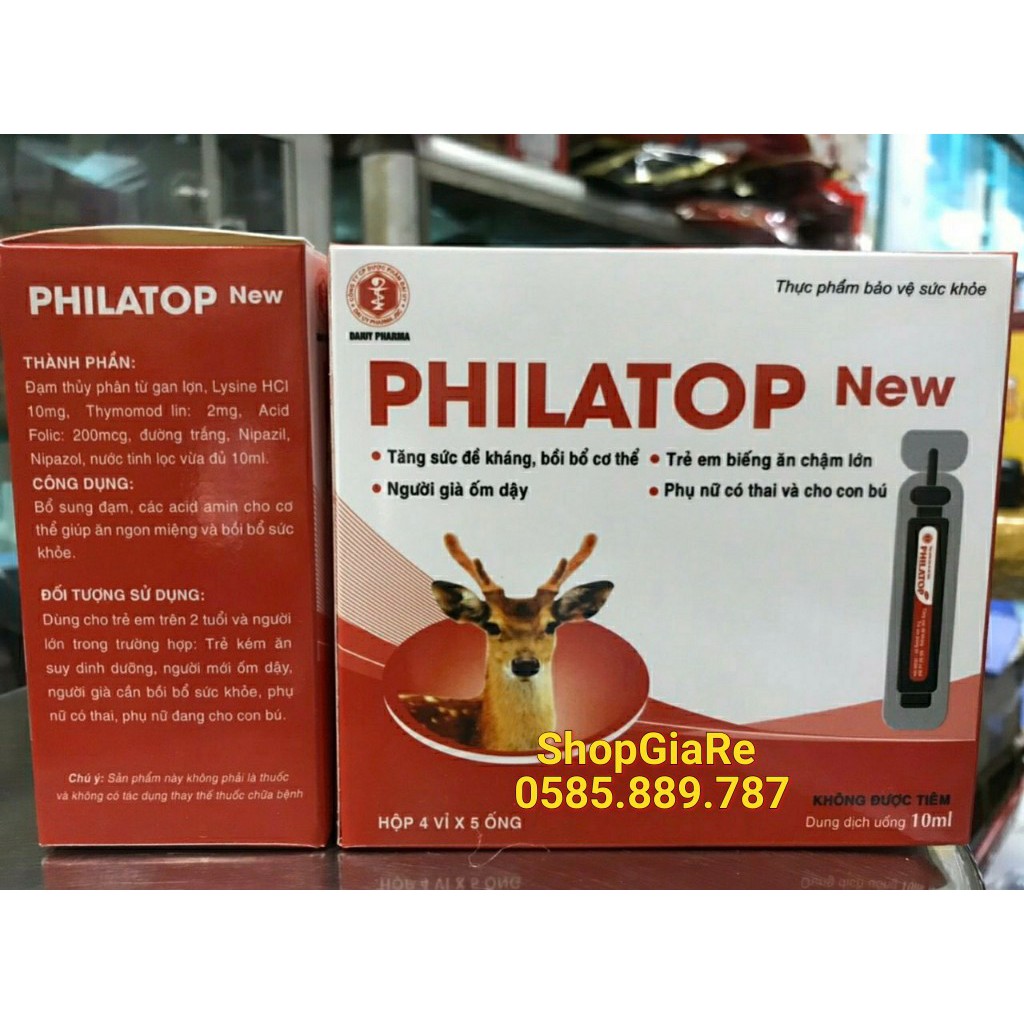 PHILATOP New
THÀNH PHẦN:
Đạm thủy phân từ gan lợn, Lysine HCl
10mg, Thymomod lin: 2mg, Acid
Folic: 200mcg, đường trắng, Nipazil,
Nipazol, nước tinh lọc vừa đủ 10ml.
CÔNG DỤNG:
Bổ sung đạm, các acid amin cho cơ
thể giúp ăn ngon miệng và bồi bổ sức
khỏe.
ĐỐI TƯỢNG SỬ DỤNG:
Dùng cho trẻ em trên 2 tuổi và người
lớn trong trường hợp: Trẻ kém ăn
suy dinh dưỡng, người mới ốm dậy,
người già cần bồi bổ sức khỏe, phụ
nữ có thai, phụ nữ đang cho con bú.
Chú ý: Sản phẩm này không phải là thuốc
và không có tác dụng thay thế thuốc chữa bệnh
DAIUY PHARMA
Thực phẩm bảo vệ sức khỏe
PHILATOP New
• Tăng sức đề kháng, bồi bổ cơ thể • Trẻ em biếng ăn chậm lớn
• Người già ốm dậy • Phụ nữ có thai và cho con bú
PHILATOP
ShopGiaRe
0585.889.787
HỘP 4 VỈ X 5 ỐNG
KHÔNG ĐƯỢC TIÊM
Dung dịch uống 10ml